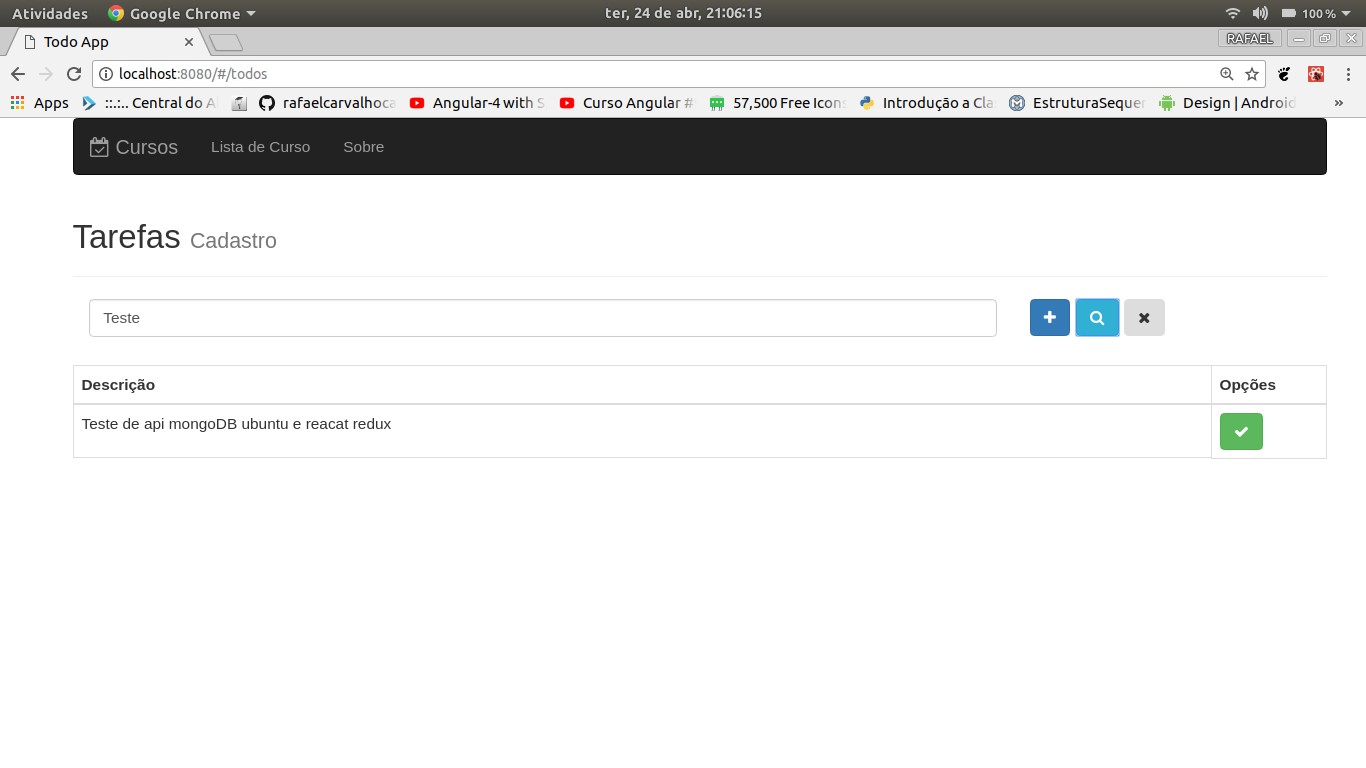 Atividades Google Chrome ter, 24 de abr, 21:06:15 100 %
Todo App RAFAEL
localhost:8080/#/todos
Apps ::.:.. Central do Al rafaelcarvalhoca Angular-4 with S Curso Angular # 57,500 Free Icons Introdução a Cla EstruturaSequen Design | Android »
Cursos Lista de Curso Sobre
Tarefas Cadastro
Teste
Descrição Opções
Teste de api mongoDB ubuntu e reacat redux